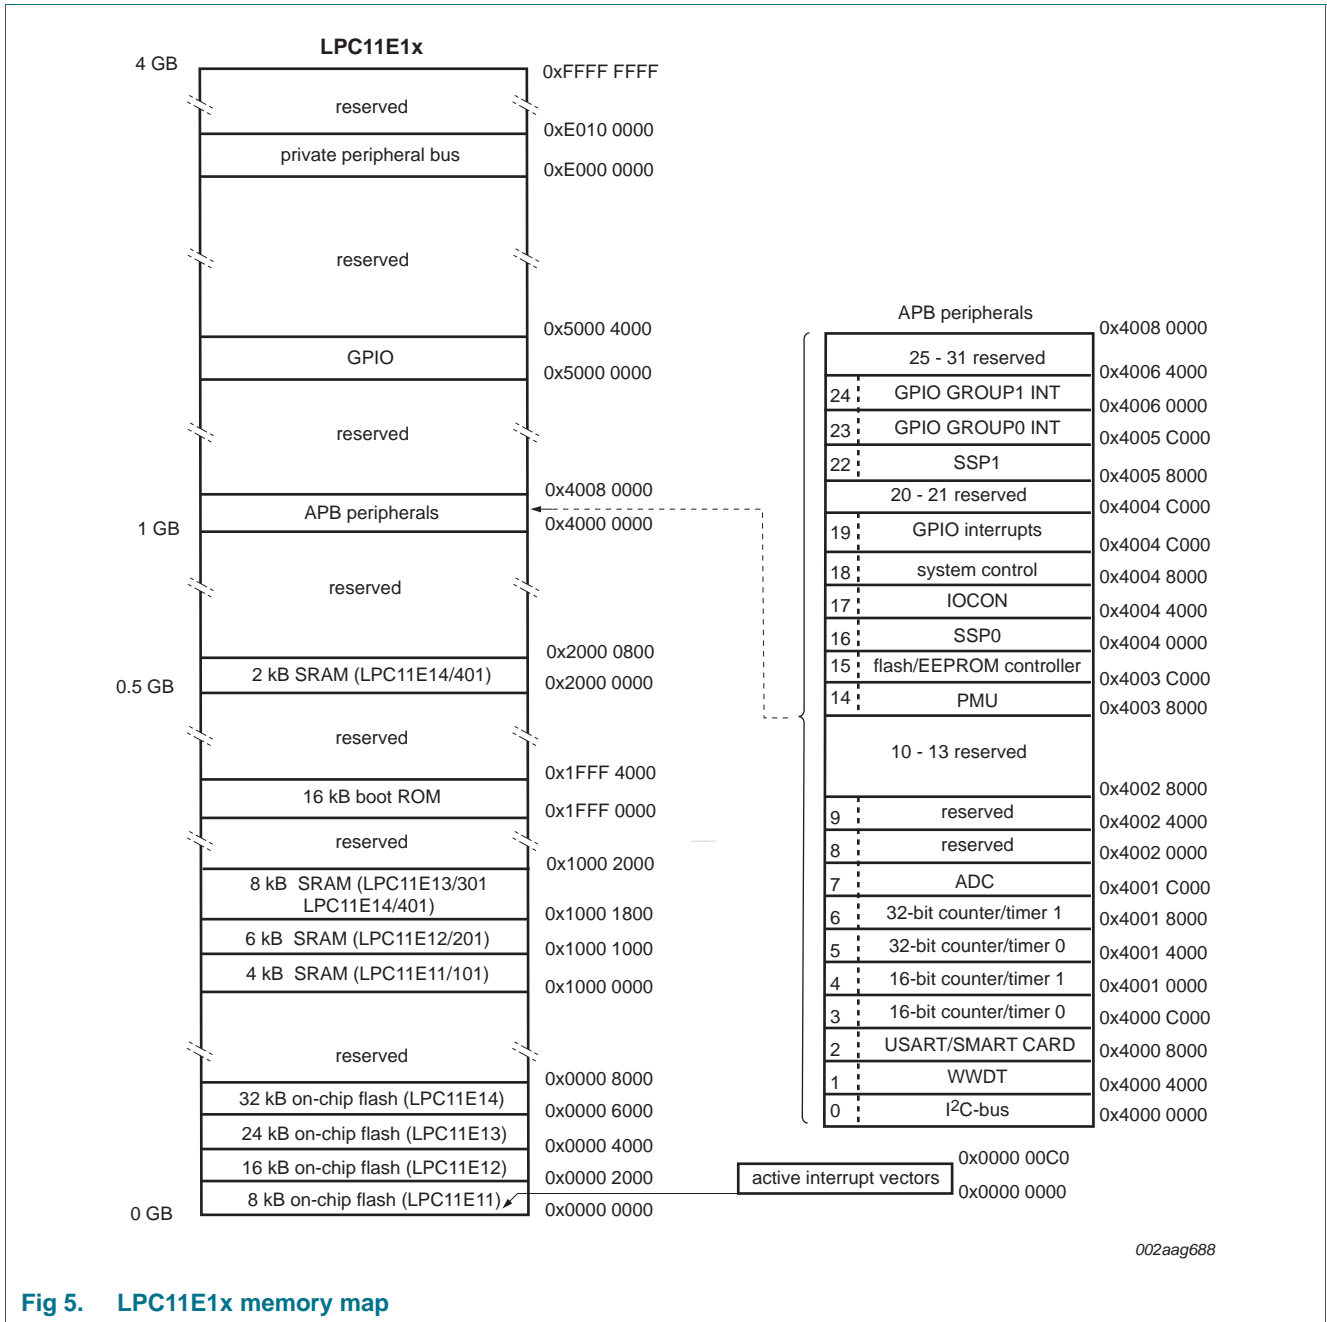 LPC11E1x
4 GB
0xFFFF FFFF
reserved
0xE010 0000
private peripheral bus
0xE000 0000
reserved
0x5000 4000
GPIO
0x5000 0000
reserved
0x4008 0000
APB peripherals
1 GB
0x4000 0000
reserved
0x2000 0800
2 kB SRAM (LPC11E14/401)
0.5 GB
0x2000 0000
reserved
0x1FFF 4000
16 kB boot ROM
0x1FFF 0000
reserved
0x1000 2000
8 kB SRAM (LPC11E13/301
LPC11E14/401)
0x1000 1800
6 kB SRAM (LPC11E12/201)
0x1000 1000
4 kB SRAM (LPC11E11/101)
0x1000 0000
reserved
0x0000 8000
32 kB on-chip flash (LPC11E14)
0x0000 6000
24 kB on-chip flash (LPC11E13)
0x0000 4000
16 kB on-chip flash (LPC11E12)
0x0000 2000
8 kB on-chip flash (LPC11E11)
0 GB
0x0000 0000
APB peripherals
0x4008 0000
25 - 31 reserved
0x4006 4000
24 GPIO GROUP1 INT
0x4006 0000
23 GPIO GROUP0 INT
0x4005 C000
22 SSP1
0x4005 8000
20 - 21 reserved
0x4004 C000
19 GPIO interrupts
0x4004 C000
18 system control
0x4004 8000
17 IOCON
0x4004 4000
16 SSP0
0x4004 0000
15 flash/EEPROM controller
0x4003 C000
14 PMU
0x4003 8000
10 - 13 reserved
0x4002 8000
9 reserved
0x4002 4000
8 reserved
0x4002 0000
7 ADC
0x4001 C000
6 32-bit counter/timer 1
0x4001 8000
5 32-bit counter/timer 0
0x4001 4000
4 16-bit counter/timer 1
0x4001 0000
3 16-bit counter/timer 0
0x4000 C000
2 USART/SMART CARD
0x4000 8000
1 WWDT
0x4000 4000
0 I2C-bus
0x4000 0000
0x0000 00C0
active interrupt vectors
0x0000 0000
002aag688
Fig 5. LPC11E1x memory map